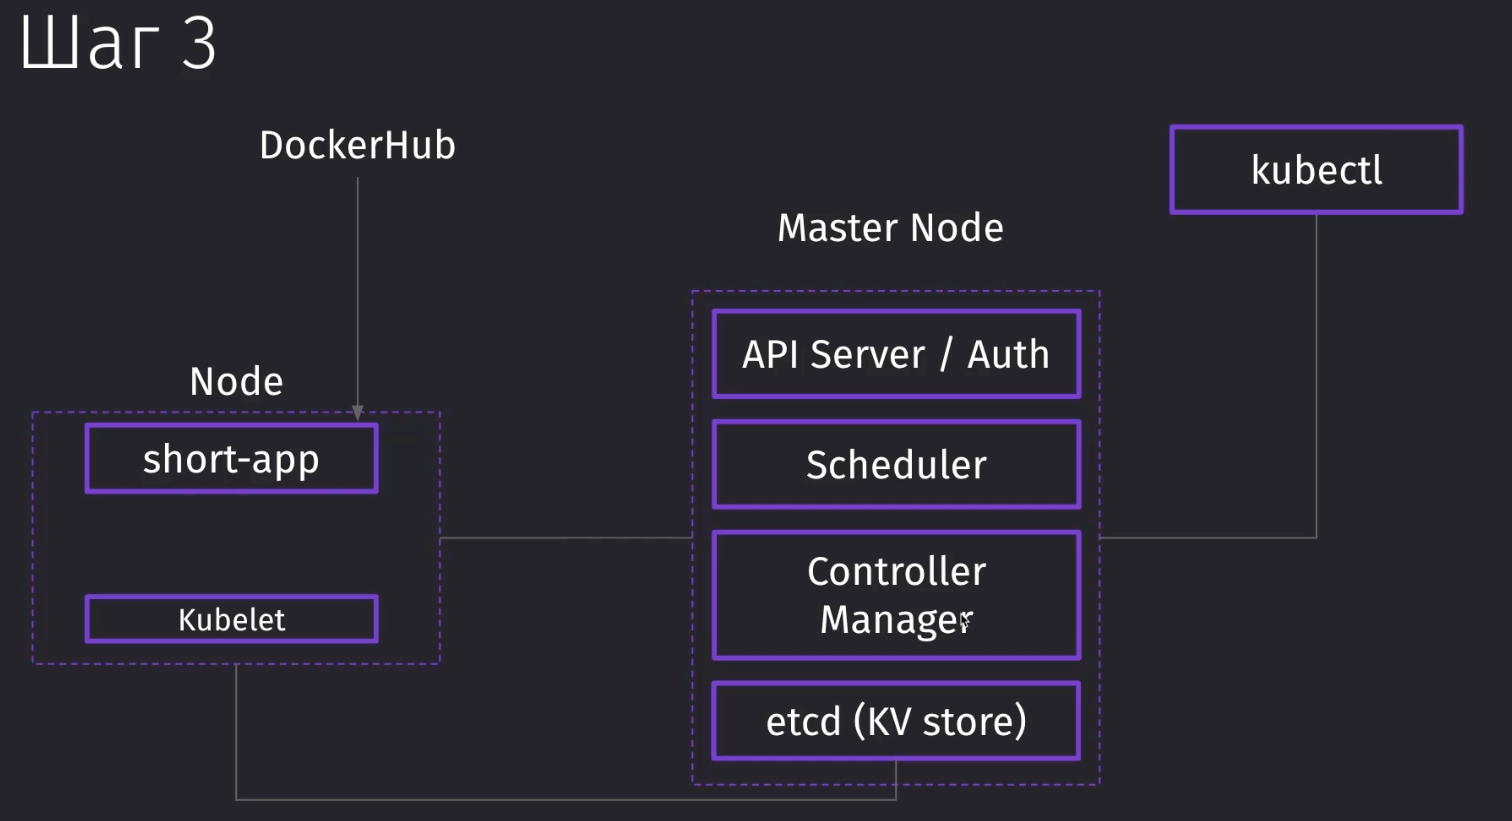 Шаг 3
DockerHub
kubectl
Master Node
API Server / Auth
Node
short-app
Scheduler
Controller
Manager
Kubelet
etcd (KV store)